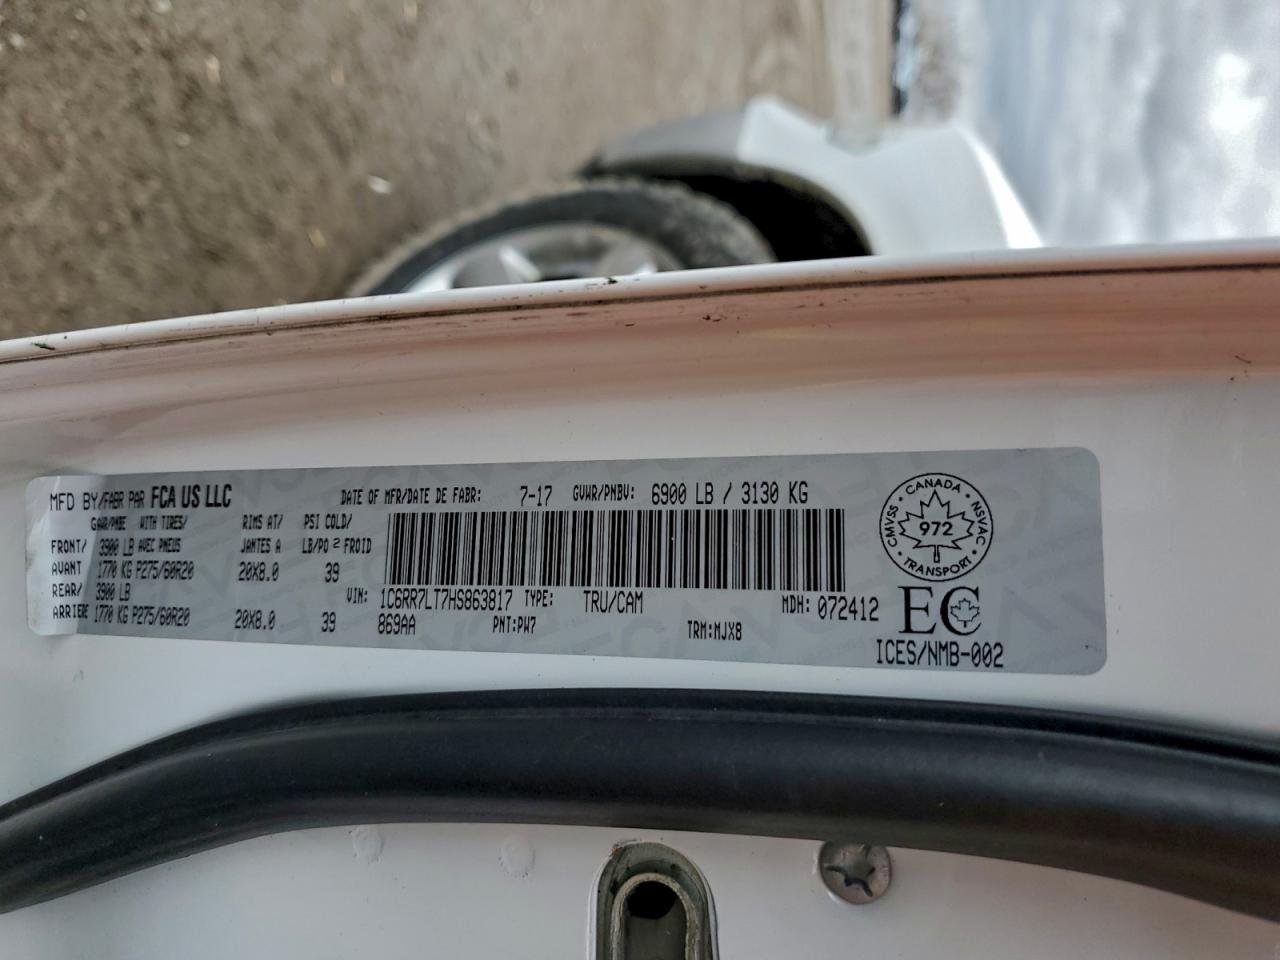 MFD BY/FABR PAR FCA US LLC DATE OF MFR/DATE DE FABR: 7-17 GVWR/PNBV: 6900 LB / 3130 KG
GAWR/PNBE WITH TIRES/ RIMS AT/ PSI COLD/
FRONT/ 3900 LB AVEC PNEUS JANTES A LB/PO 2 FROID
AVANT 1770 KG P275/60R20 20X8.0 39
REAR/ 3900 LB VIN: 1C6RR7LT7HS863817 TYPE: TRU/CAM MDH: 072412
ARRIERE 1770 KG P275/60R20 20X8.0 39 869AA PNT:PW7 TRM:MJX8
CANADA
CMVSS
NSVAC
972
TRANSPORT
EC
ICES/NMB-002